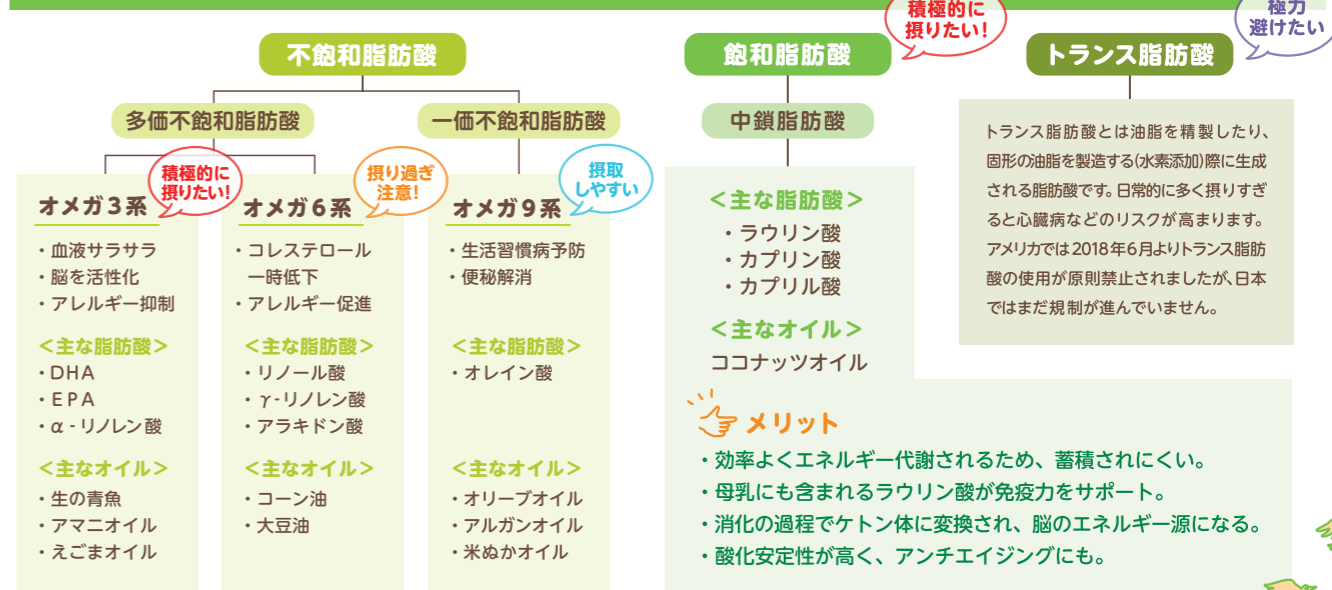 不飽和脂肪酸
多価不飽和脂肪酸
一価不飽和脂肪酸
積極的に
摂りたい!
オメガ3系
・血液サラサラ
・脳を活性化
・アレルギー抑制
<主な脂肪酸>
・DHA
・EPA
・α-リノレン酸
<主なオイル>
・生の青魚
・アマニオイル
・えごまオイル
摂り過ぎ
注意!
オメガ6系
・コレステロール
一時低下
・アレルギー促進
<主な脂肪酸>
・リノール酸
・γ-リノレン酸
・アラキドン酸
<主なオイル>
・コーン油
・大豆油
摂取
しやすい
オメガ9系
・生活習慣病予防
・便秘解消
<主な脂肪酸>
・オレイン酸
<主なオイル>
・オリーブオイル
・アルガンオイル
・米ぬかオイル
積極的に
摂りたい!
飽和脂肪酸
中鎖脂肪酸
<主な脂肪酸>
・ラウリン酸
・カプリン酸
・カプリル酸
<主なオイル>
ココナッツオイル
メリット
・効率よくエネルギー代謝されるため、蓄積されにくい。
・母乳にも含まれるラウリン酸が免疫力をサポート。
・消化の過程でケトン体に変換され、脳のエネルギー源になる。
・酸化安定性が高く、アンチエイジングにも。
極力
避けたい
トランス脂肪酸
トランス脂肪酸とは油脂を精製したり、
固形の油脂を製造する(水素添加)際に生成
される脂肪酸です。日常的に多く摂りすぎ
ると心臓病などのリスクが高まります。
アメリカでは2018年6月よりトランス脂肪
酸の使用が原則禁止されましたが、日本
ではまだ規制が進んでいません。